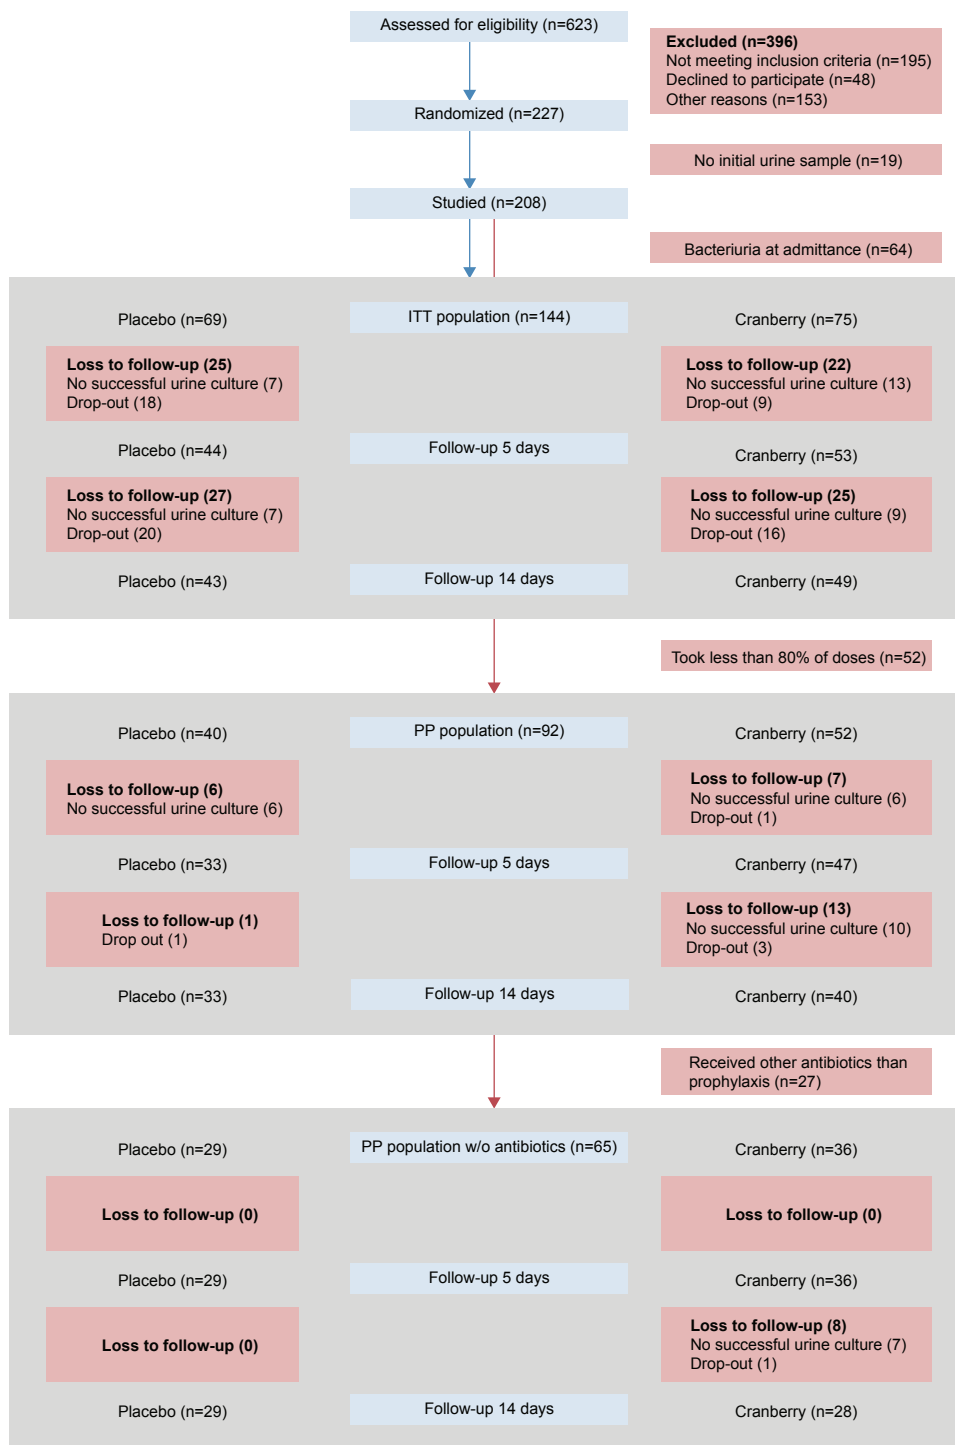 Assessed for eligibility (n=623)
Excluded (n=396)
Not meeting inclusion criteria (n=195)
Declined to participate (n=48)
Other reasons (n=153)
Randomized (n=227)
No initial urine sample (n=19)
Studied (n=208)
Bacteriuria at admittance (n=64)
Placebo (n=69)
ITT population (n=144)
Cranberry (n=75)
Loss to follow-up (25)
No successful urine culture (7)
Drop-out (18)
Loss to follow-up (22)
No successful urine culture (13)
Drop-out (9)
Placebo (n=44)
Follow-up 5 days
Cranberry (n=53)
Loss to follow-up (27)
No successful urine culture (7)
Drop-out (20)
Loss to follow-up (25)
No successful urine culture (9)
Drop-out (16)
Placebo (n=43)
Follow-up 14 days
Cranberry (n=49)
Took less than 80% of doses (n=52)
Placebo (n=40)
PP population (n=92)
Cranberry (n=52)
Loss to follow-up (6)
No successful urine culture (6)
Loss to follow-up (7)
No successful urine culture (6)
Drop-out (1)
Placebo (n=33)
Follow-up 5 days
Cranberry (n=47)
Loss to follow-up (1)
Drop out (1)
Loss to follow-up (13)
No successful urine culture (10)
Drop-out (3)
Placebo (n=33)
Follow-up 14 days
Cranberry (n=40)
Received other antibiotics than
prophylaxis (n=27)
Placebo (n=29)
PP population w/o antibiotics (n=65)
Cranberry (n=36)
Loss to follow-up (0)
Loss to follow-up (0)
Placebo (n=29)
Follow-up 5 days
Cranberry (n=36)
Loss to follow-up (0)
Loss to follow-up (8)
No successful urine culture (7)
Drop-out (1)
Placebo (n=29)
Follow-up 14 days
Cranberry (n=28)